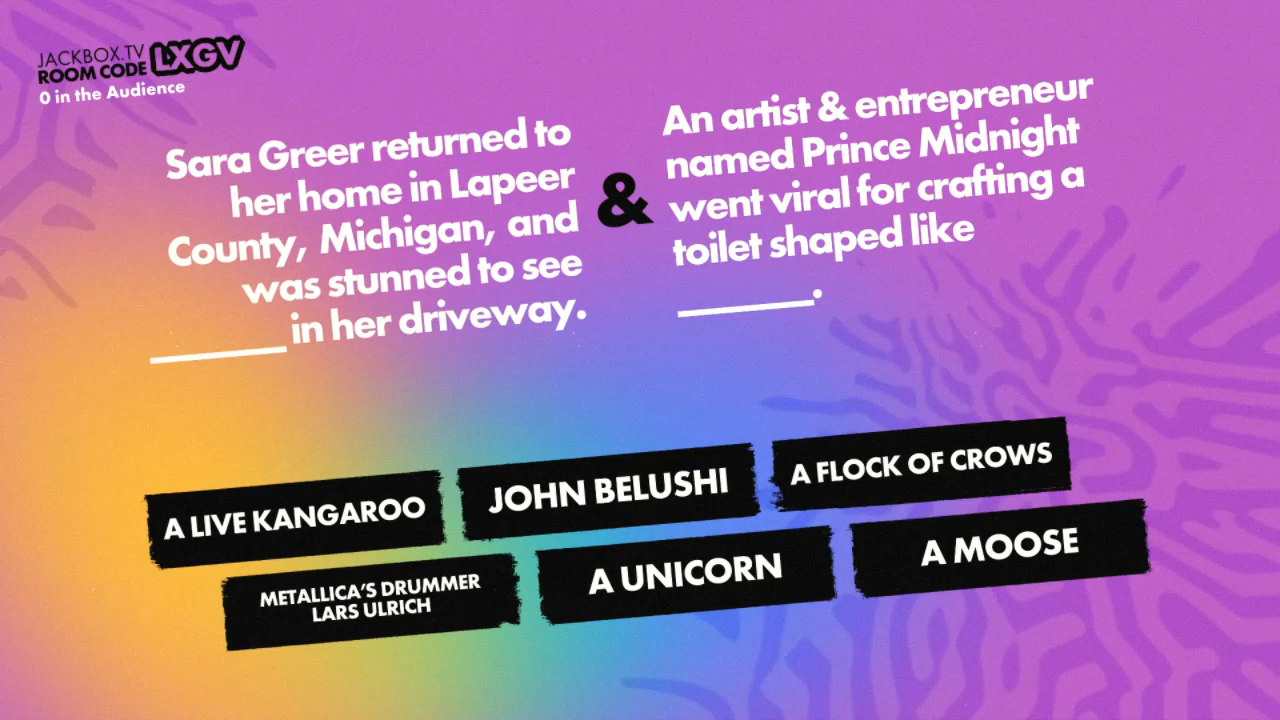 JACKBOX.TV
ROOM CODE LXGV
0 in the Audience
Sara Greer returned to
her home in Lapeer
County, Michigan, and
was stunned to see
______ in her driveway.
&
An artist & entrepreneur
named Prince Midnight
went viral for crafting a
toilet shaped like
______.
A LIVE KANGAROO
JOHN BELUSHI
A FLOCK OF CROWS
METALLICA'S DRUMMER
LARS ULRICH
A UNICORN
A MOOSE